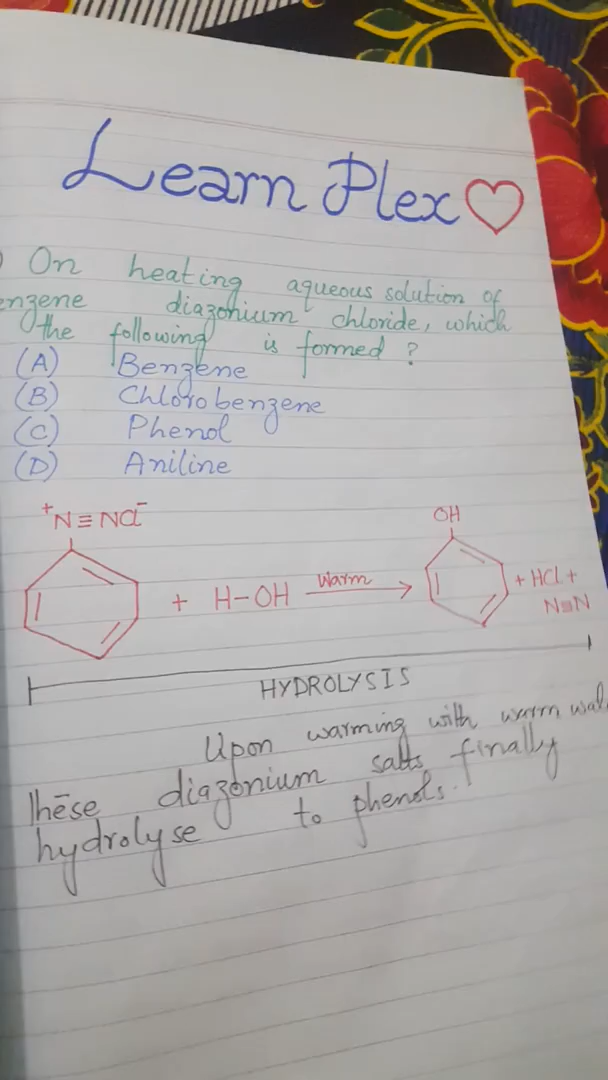 Learn Plex
On heating aqueous solution of
enzene diazonium chloride, which
the following is formed ?
(A) Benzene
(B) Chlorobenzene
(C) Phenol
(D) Aniline
+N≡NCl-
OH
+ H-OH Warm + HCl +
N≡N
HYDROLYSIS
Upon warming with warm wat
these diazonium salts finally
hydrolyse to phenols.